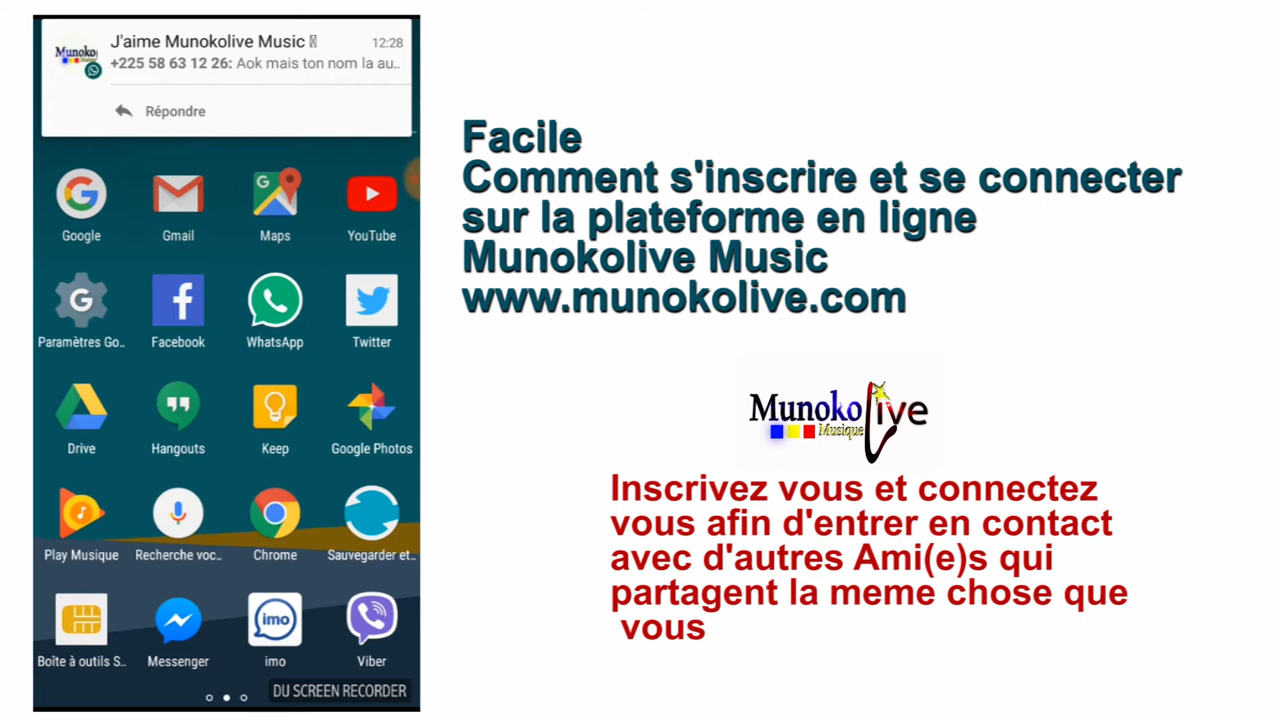 J'aime Munokolive Music
12:28
+225 58 63 12 26: Aok mais ton nom la au..
Répondre
Munoko
Google
Gmail
Maps
YouTube
Paramètres Go..
Facebook
WhatsApp
Twitter
Drive
Hangouts
Keep
Google Photos
Play Musique
Recherche voc..
Chrome
Sauvegarder et..
imo
Boîte à outils S..
Messenger
imo
Viber
DU SCREEN RECORDER
Facile
Comment s'inscrire et se connecter
sur la plateforme en ligne
Munokolive Music
www.munokolive.com
Munoko Live
Musique
Inscrivez vous et connectez
vous afin d'entrer en contact
avec d'autres Ami(e)s qui
partagent la meme chose que
vous